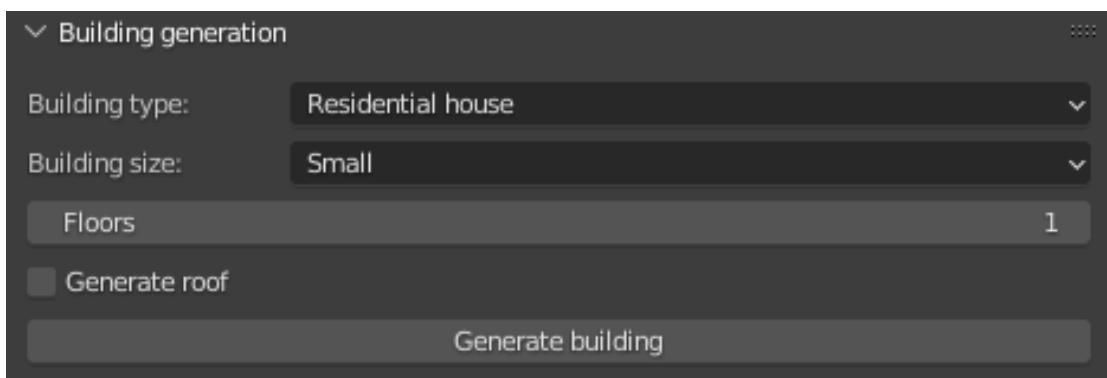 Building generation
Building type: Residential house
Building size: Small
Floors 1
Generate roof
Generate building